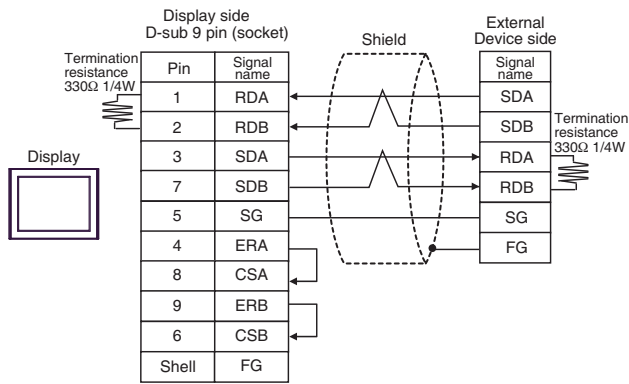 Display side
D-sub 9 pin (socket)
Shield
External
Device side
Termination
resistance
330Ω 1/4W
Pin
Signal
name
Signal
name
1
RDA
SDA
2
RDB
SDB
Termination
resistance
330Ω 1/4W
Display
3
SDA
RDA
7
SDB
RDB
5
SG
SG
4
ERA
FG
8
CSA
9
ERB
6
CSB
Shell
FG